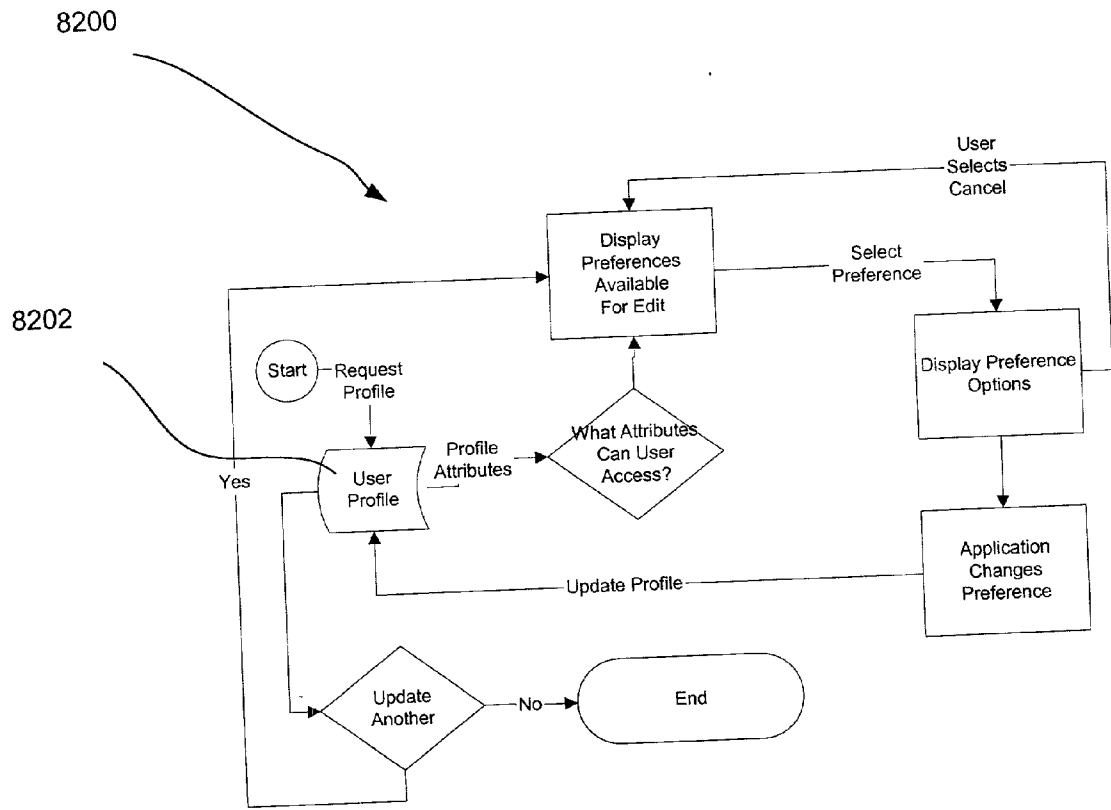 8200
User
Selects
Cancel
Display
Preferences
Available
For Edit
Select
Preference
8202
Start
Request
Profile
Display Preference
Options
What Attributes
Can User
Access?
Profile
Attributes
User
Profile
Yes
Application
Changes
Preference
Update Profile
Update
Another
No
End